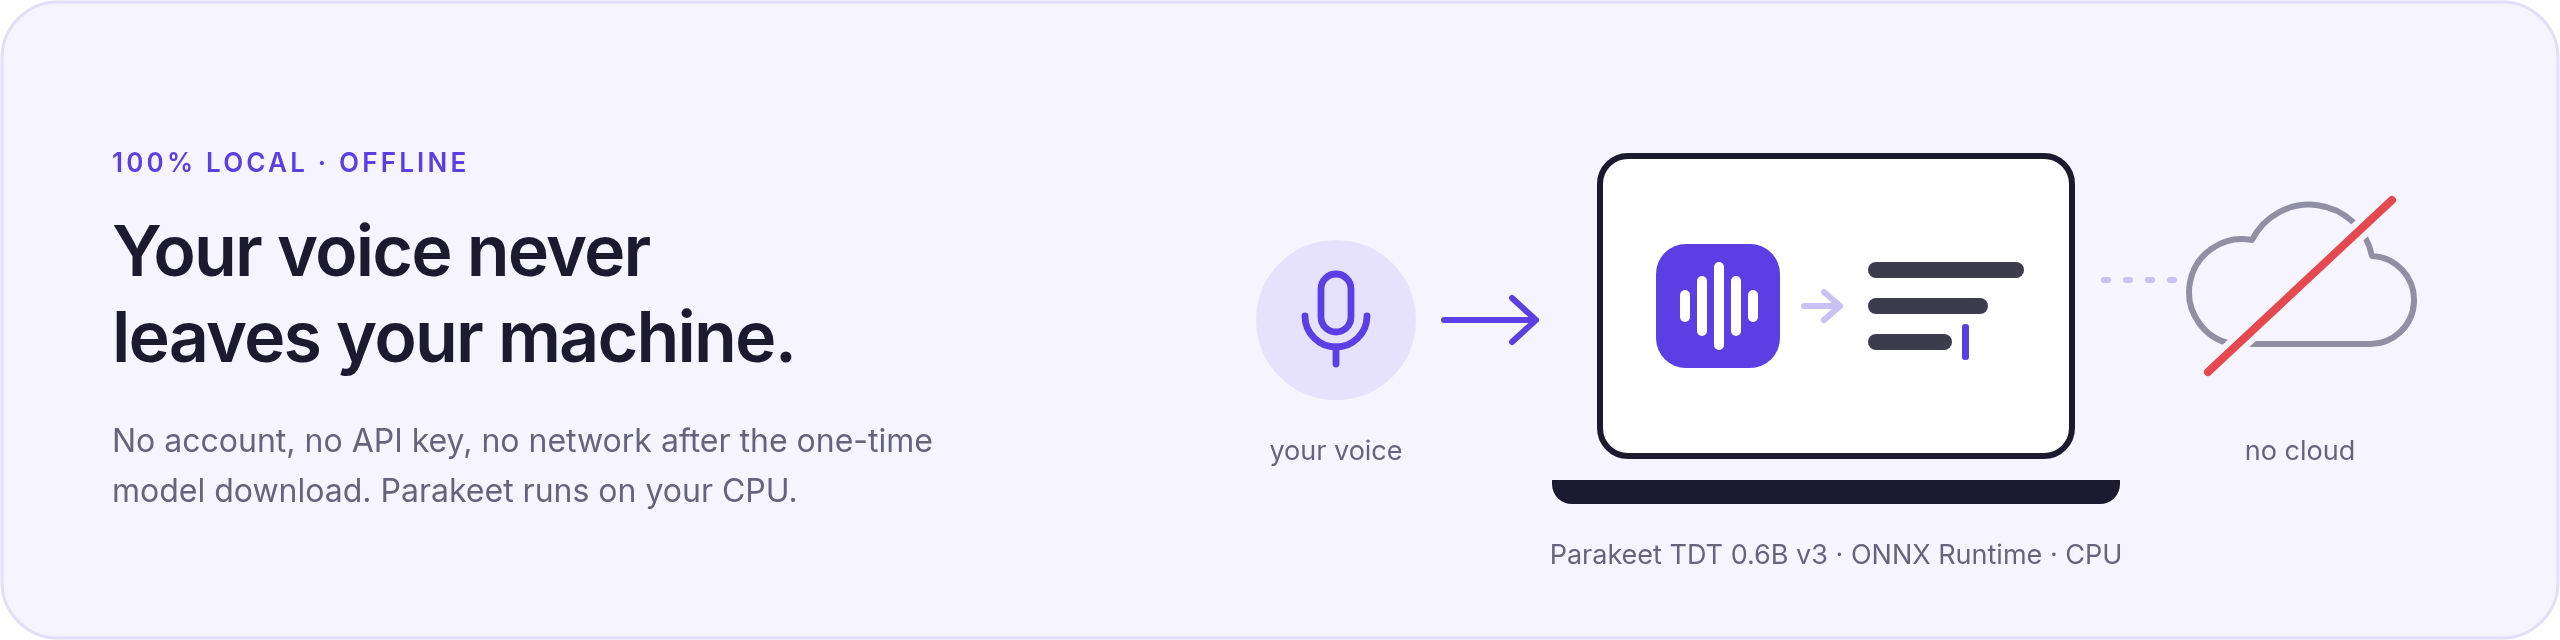 100% LOCAL · OFFLINE
Your voice never
leaves your machine.
No account, no API key, no network after the one-time
model download. Parakeet runs on your CPU.
your voice
no cloud
Parakeet TDT 0.6B v3 · ONNX Runtime · CPU